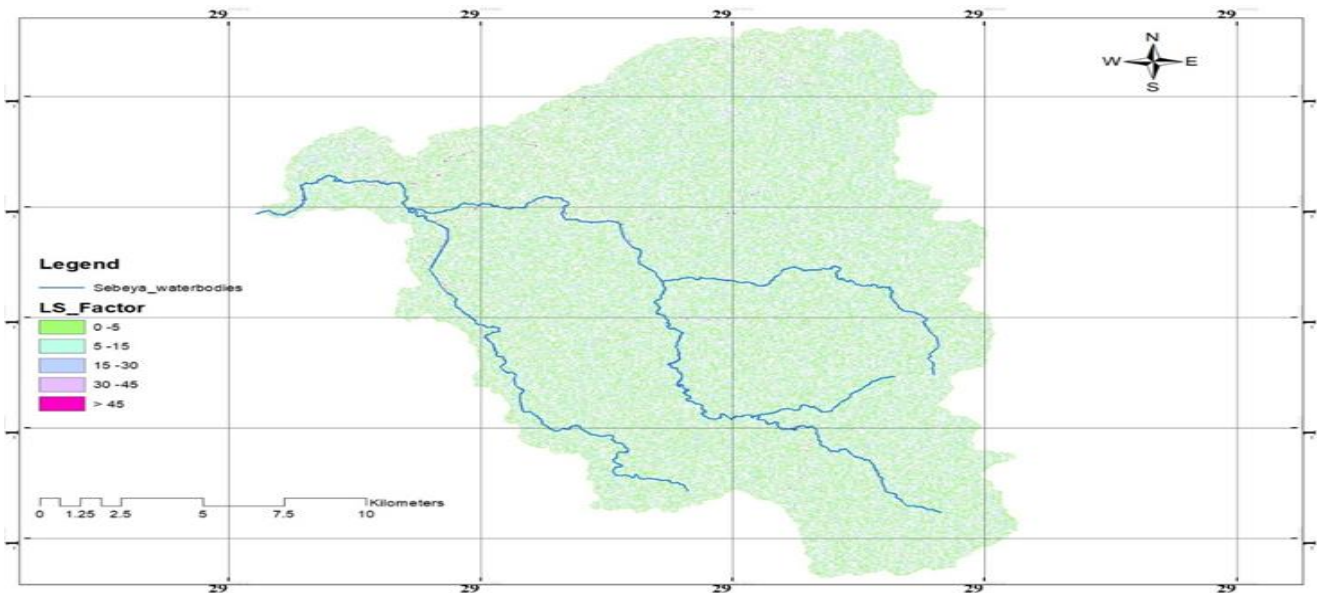 29 29 29 29 29
N
W E
S
Legend
Sebeya_waterbodies
LS_Factor
0 -5
5 -15
15 -30
30 -45
> 45
Kilometers
0 1.25 2.5 5 7.5 10
29 29 29 29 29